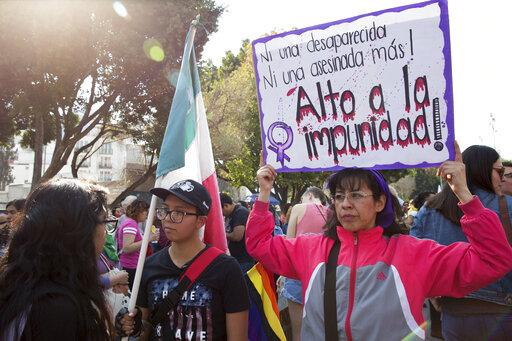 Ni una desaparecida
Ni una asesinada más!
Alto a la
impunidad!